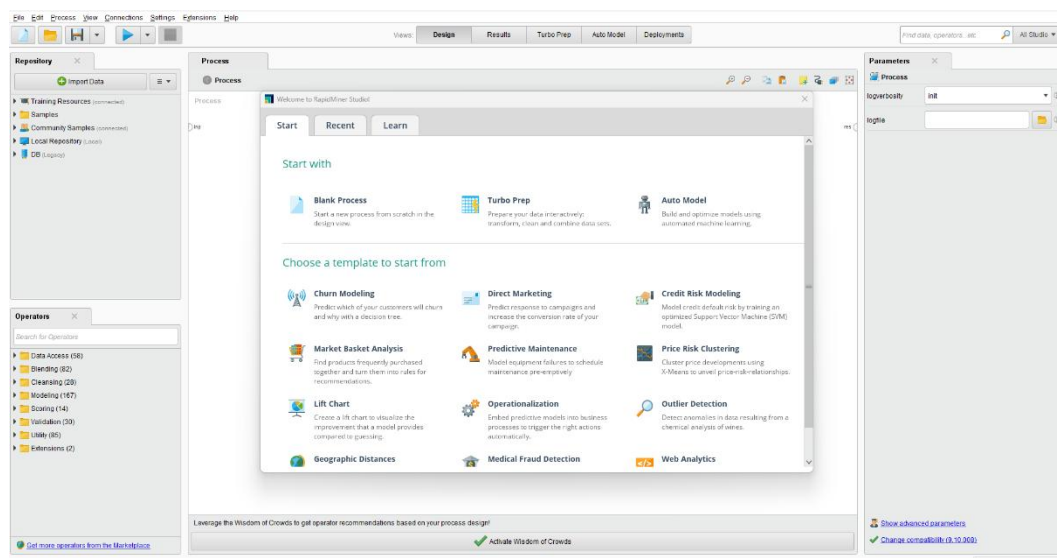 File Edit Process View Connections Settings Extensions Help
Views: Design Results Turbo Prep Auto Model Deployments
Find data, operators...etc All Studio
Repository
Import Data
Training Resources (connected)
Samples
Community Samples (connected)
Local Repository (Local)
DB (Legacy)
Operators
Search for Operators
Data Access (58)
Blending (82)
Cleansing (28)
Modeling (167)
Scoring (14)
Validation (30)
Utility (85)
Extensions (2)
Get more operators from the Marketplace
Process
Process
Process
inp
res
Welcome to RapidMiner Studio!
Start Recent Learn
Start with
Blank Process
Start a new process from scratch in the
design view.
Turbo Prep
Prepare your data interactively:
transform, clean and combine data sets.
Auto Model
Build and optimize models using
automated machine learning.
Choose a template to start from
Churn Modeling
Predict which of your customers will churn
and why with a decision tree.
Direct Marketing
Predict response to campaigns and
increase the conversion rate of your
campaign.
Credit Risk Modeling
Model credit default risk by training an
optimized Support Vector Machine (SVM)
model.
Market Basket Analysis
Find products frequently purchased
together and turn them into rules for
recommendations.
Predictive Maintenance
Model equipment failures to schedule
maintenance pre-emptively
Price Risk Clustering
Cluster price developments using
X-Means to unveil price-risk-relationships.
Lift Chart
Create a lift chart to visualize the
improvement that a model provides
compared to guessing.
Operationalization
Embed predictive models into business
processes to trigger the right actions
automatically.
Outlier Detection
Detect anomalies in data resulting from a
chemical analysis of wines.
Geographic Distances
Medical Fraud Detection
Web Analytics
Leverage the Wisdom of Crowds to get operator recommendations based on your process design!
Activate Wisdom of Crowds
Parameters
Process
logverbosity init
logfile
Show advanced parameters
Change compatibility (9.10.008)